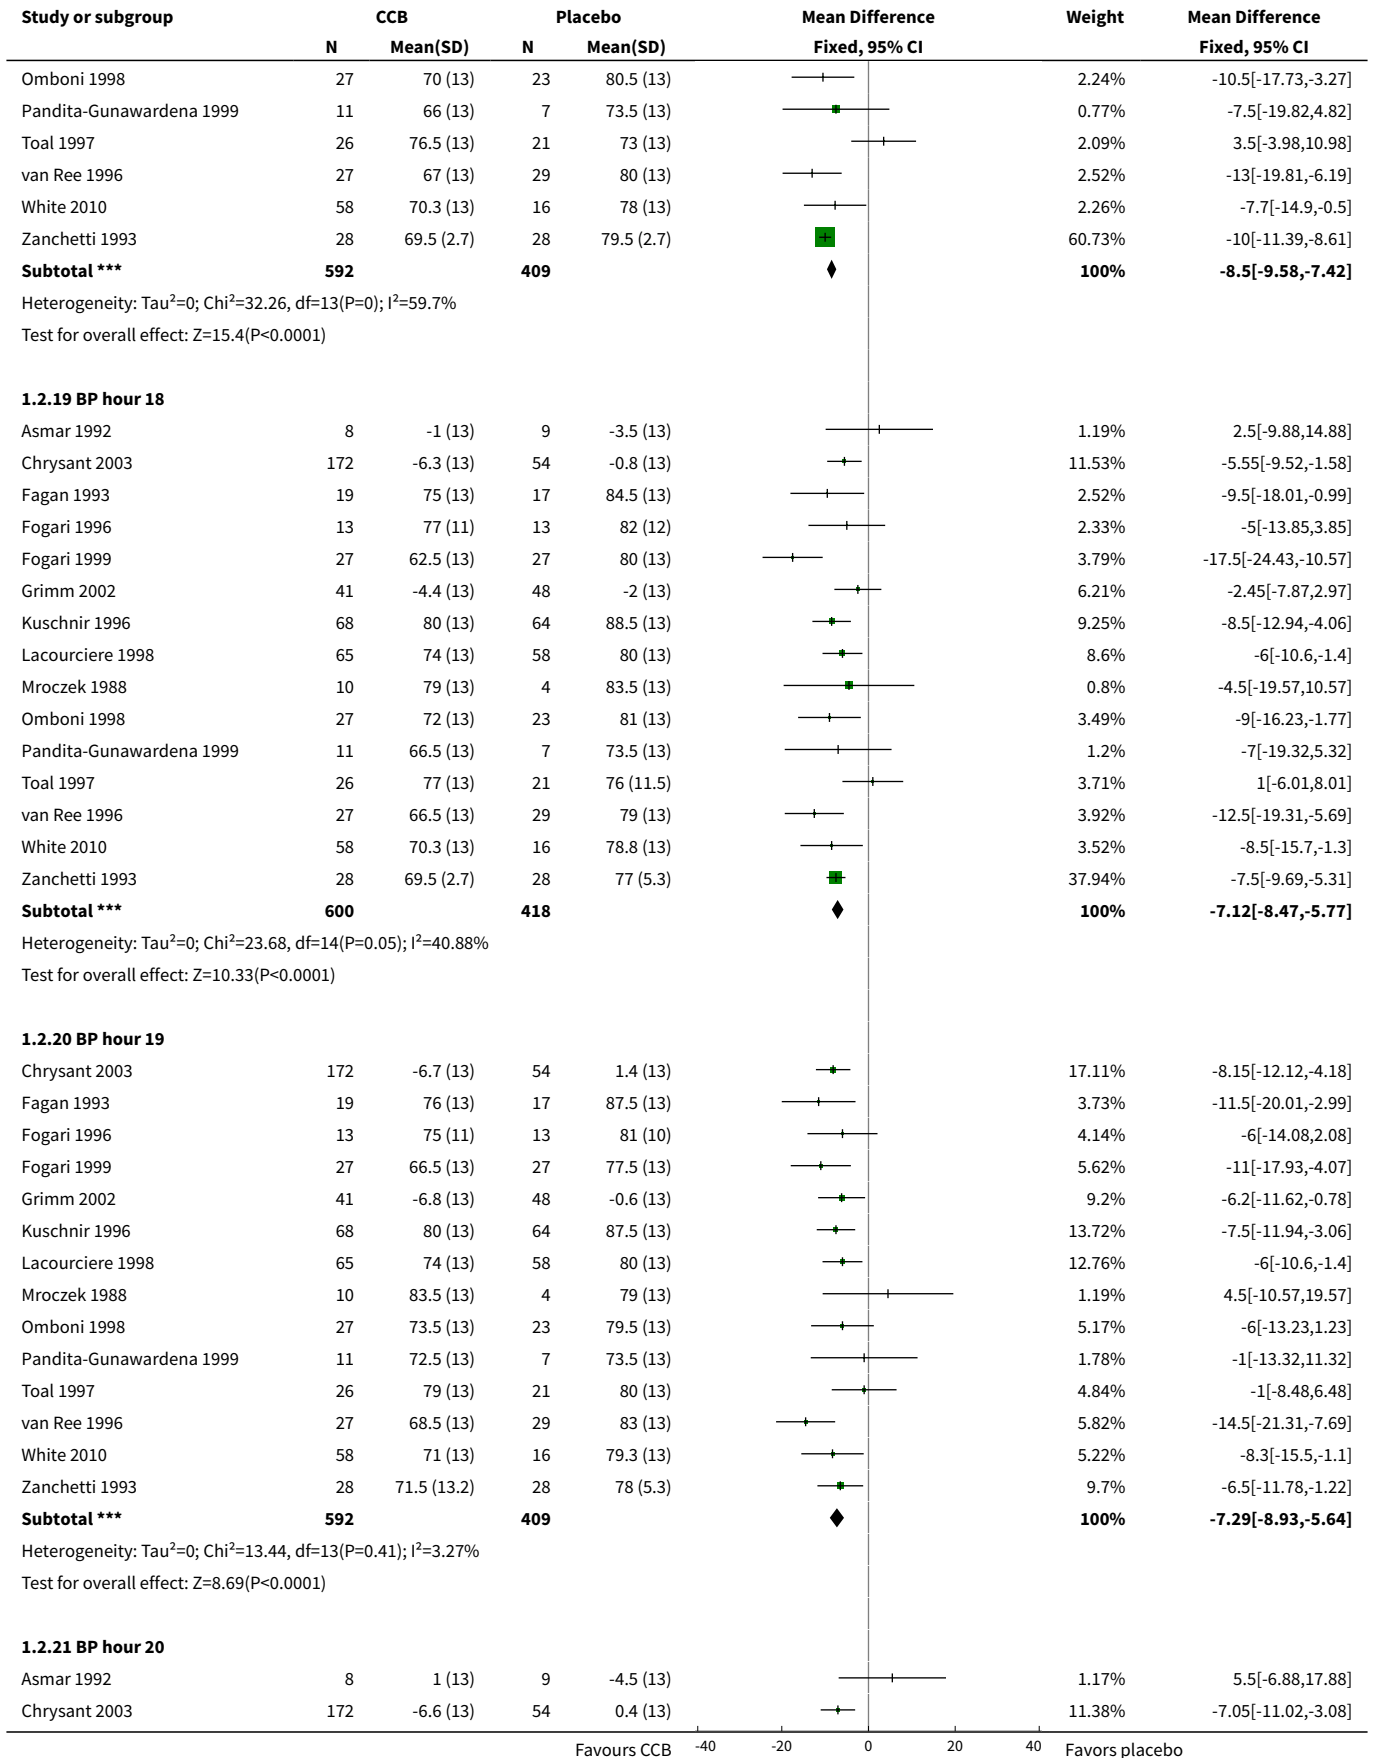 Study or subgroup CCB Placebo Mean Difference Weight Mean Difference
N Mean(SD) N Mean(SD) Fixed, 95% CI Fixed, 95% CI
Omboni 1998 27 70 (13) 23 80.5 (13) 2.24% -10.5[-17.73,-3.27]
Pandita-Gunawardena 1999 11 66 (13) 7 73.5 (13) 0.77% -7.5[-19.82,4.82]
Toal 1997 26 76.5 (13) 21 73 (13) 2.09% 3.5[-3.98,10.98]
van Ree 1996 27 67 (13) 29 80 (13) 2.52% -13[-19.81,-6.19]
White 2010 58 70.3 (13) 16 78 (13) 2.26% -7.7[-14.9,-0.5]
Zanchetti 1993 28 69.5 (2.7) 28 79.5 (2.7) 60.73% -10[-11.39,-8.61]
Subtotal *** 592 409 100% -8.5[-9.58,-7.42]
Heterogeneity: Tau²=0; Chi²=32.26, df=13(P=0); I²=59.7%
Test for overall effect: Z=15.4(P<0.0001)
1.2.19 BP hour 18
Asmar 1992 8 -1 (13) 9 -3.5 (13) 1.19% 2.5[-9.88,14.88]
Chrysant 2003 172 -6.3 (13) 54 -0.8 (13) 11.53% -5.55[-9.52,-1.58]
Fagan 1993 19 75 (13) 17 84.5 (13) 2.52% -9.5[-18.01,-0.99]
Fogari 1996 13 77 (11) 13 82 (12) 2.33% -5[-13.85,3.85]
Fogari 1999 27 62.5 (13) 27 80 (13) 3.79% -17.5[-24.43,-10.57]
Grimm 2002 41 -4.4 (13) 48 -2 (13) 6.21% -2.45[-7.87,2.97]
Kuschnir 1996 68 80 (13) 64 88.5 (13) 9.25% -8.5[-12.94,-4.06]
Lacourciere 1998 65 74 (13) 58 80 (13) 8.6% -6[-10.6,-1.4]
Mroczek 1988 10 79 (13) 4 83.5 (13) 0.8% -4.5[-19.57,10.57]
Omboni 1998 27 72 (13) 23 81 (13) 3.49% -9[-16.23,-1.77]
Pandita-Gunawardena 1999 11 66.5 (13) 7 73.5 (13) 1.2% -7[-19.32,5.32]
Toal 1997 26 77 (13) 21 76 (11.5) 3.71% 1[-6.01,8.01]
van Ree 1996 27 66.5 (13) 29 79 (13) 3.92% -12.5[-19.31,-5.69]
White 2010 58 70.3 (13) 16 78.8 (13) 3.52% -8.5[-15.7,-1.3]
Zanchetti 1993 28 69.5 (2.7) 28 77 (5.3) 37.94% -7.5[-9.69,-5.31]
Subtotal *** 600 418 100% -7.12[-8.47,-5.77]
Heterogeneity: Tau²=0; Chi²=23.68, df=14(P=0.05); I²=40.88%
Test for overall effect: Z=10.33(P<0.0001)
1.2.20 BP hour 19
Chrysant 2003 172 -6.7 (13) 54 1.4 (13) 17.11% -8.15[-12.12,-4.18]
Fagan 1993 19 76 (13) 17 87.5 (13) 3.73% -11.5[-20.01,-2.99]
Fogari 1996 13 75 (11) 13 81 (10) 4.14% -6[-14.08,2.08]
Fogari 1999 27 66.5 (13) 27 77.5 (13) 5.62% -11[-17.93,-4.07]
Grimm 2002 41 -6.8 (13) 48 -0.6 (13) 9.2% -6.2[-11.62,-0.78]
Kuschnir 1996 68 80 (13) 64 87.5 (13) 13.72% -7.5[-11.94,-3.06]
Lacourciere 1998 65 74 (13) 58 80 (13) 12.76% -6[-10.6,-1.4]
Mroczek 1988 10 83.5 (13) 4 79 (13) 1.19% 4.5[-10.57,19.57]
Omboni 1998 27 73.5 (13) 23 79.5 (13) 5.17% -6[-13.23,1.23]
Pandita-Gunawardena 1999 11 72.5 (13) 7 73.5 (13) 1.78% -1[-13.32,11.32]
Toal 1997 26 79 (13) 21 80 (13) 4.84% -1[-8.48,6.48]
van Ree 1996 27 68.5 (13) 29 83 (13) 5.82% -14.5[-21.31,-7.69]
White 2010 58 71 (13) 16 79.3 (13) 5.22% -8.3[-15.5,-1.1]
Zanchetti 1993 28 71.5 (13.2) 28 78 (5.3) 9.7% -6.5[-11.78,-1.22]
Subtotal *** 592 409 100% -7.29[-8.93,-5.64]
Heterogeneity: Tau²=0; Chi²=13.44, df=13(P=0.41); I²=3.27%
Test for overall effect: Z=8.69(P<0.0001)
1.2.21 BP hour 20
Asmar 1992 8 1 (13) 9 -4.5 (13) 1.17% 5.5[-6.88,17.88]
Chrysant 2003 172 -6.6 (13) 54 0.4 (13) 11.38% -7.05[-11.02,-3.08]
Favours CCB -40 -20 0 20 40 Favors placebo